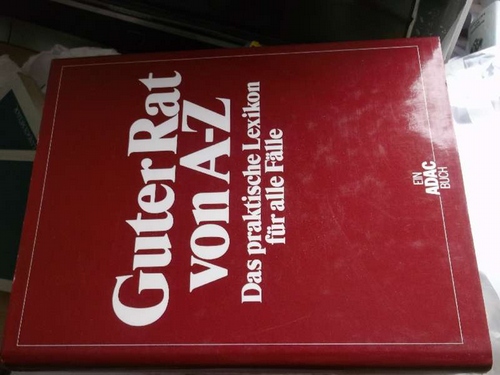 Guter Rat
von A-Z
Das praktische Lexikon
für alle Fälle
EIN
ADAC
BUCH